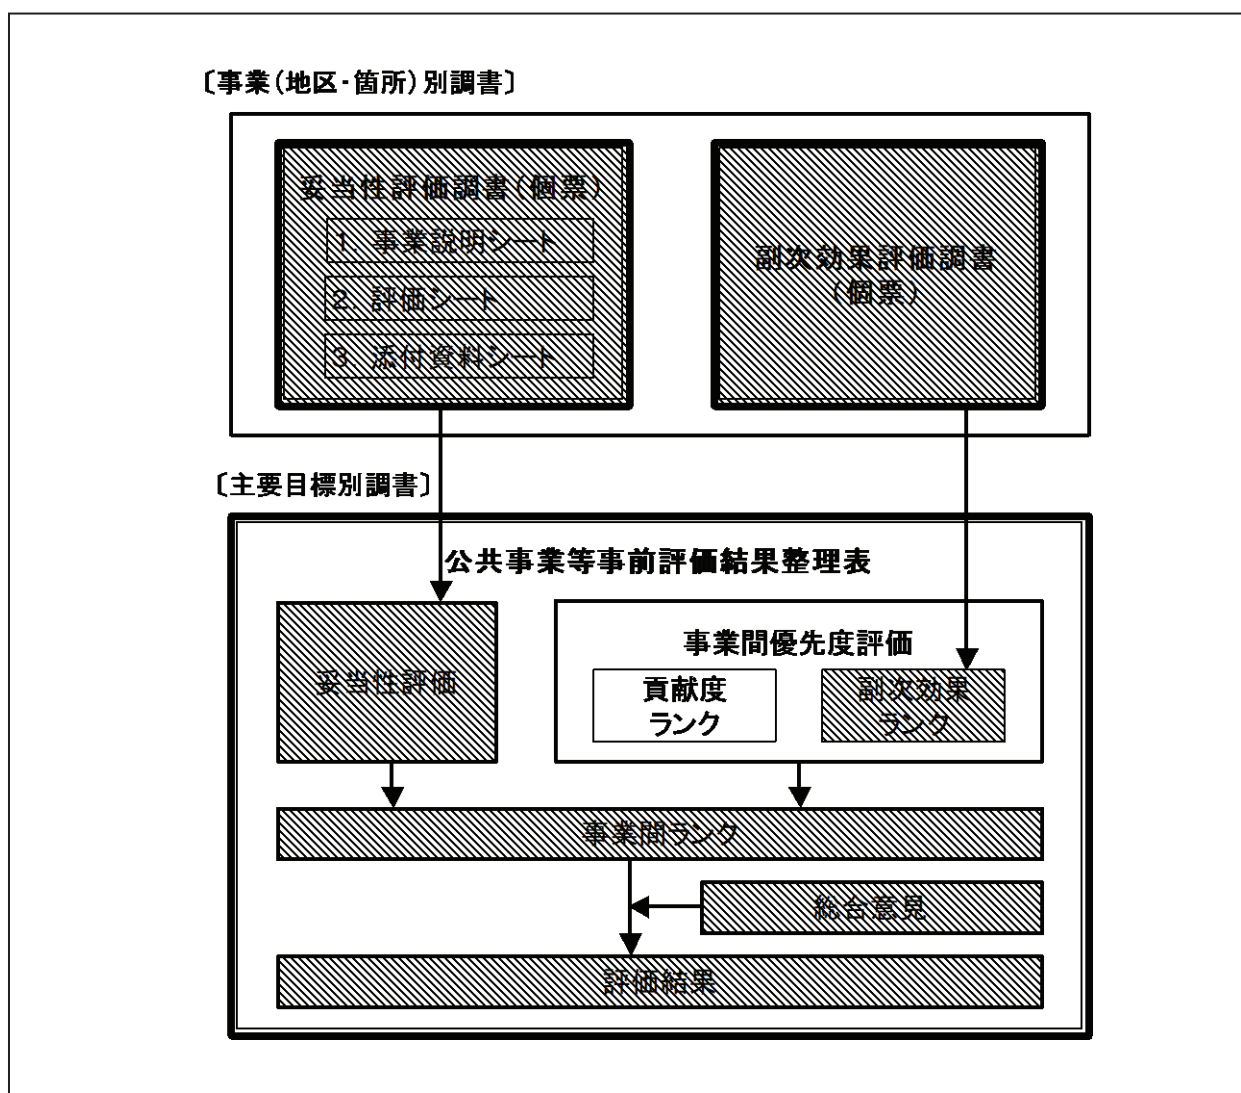 〔事業(地区・箇所)別調書〕
妥当性評価調書(個票)
1. 事業説明シート
2. 評価シート
3. 添付資料シート
副次効果評価調書
(個票)
〔主要目標別調書〕
公共事業等事前評価結果整理表
妥当性評価
事業間優先度評価
貢献度
ランク
副次効果
ランク
事業間ランク
総合意見
評価結果